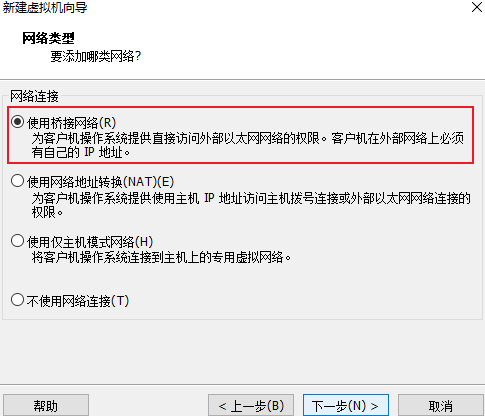 新建虚拟机向导
网络类型
要添加哪类网络?
网络连接
使用桥接网络(R)
为客户机操作系统提供直接访问外部以太网网络的权限。客户机在外部网络上必须
有自己的 IP 地址。
使用网络地址转换(NAT)(E)
为客户机操作系统提供使用主机 IP 地址访问主机拨号连接或外部以太网网络连接的
权限。
使用仅主机模式网络(H)
将客户机操作系统连接到主机上的专用虚拟网络。
不使用网络连接(T)
帮助
< 上一步(B)
下一步(N) >
取消